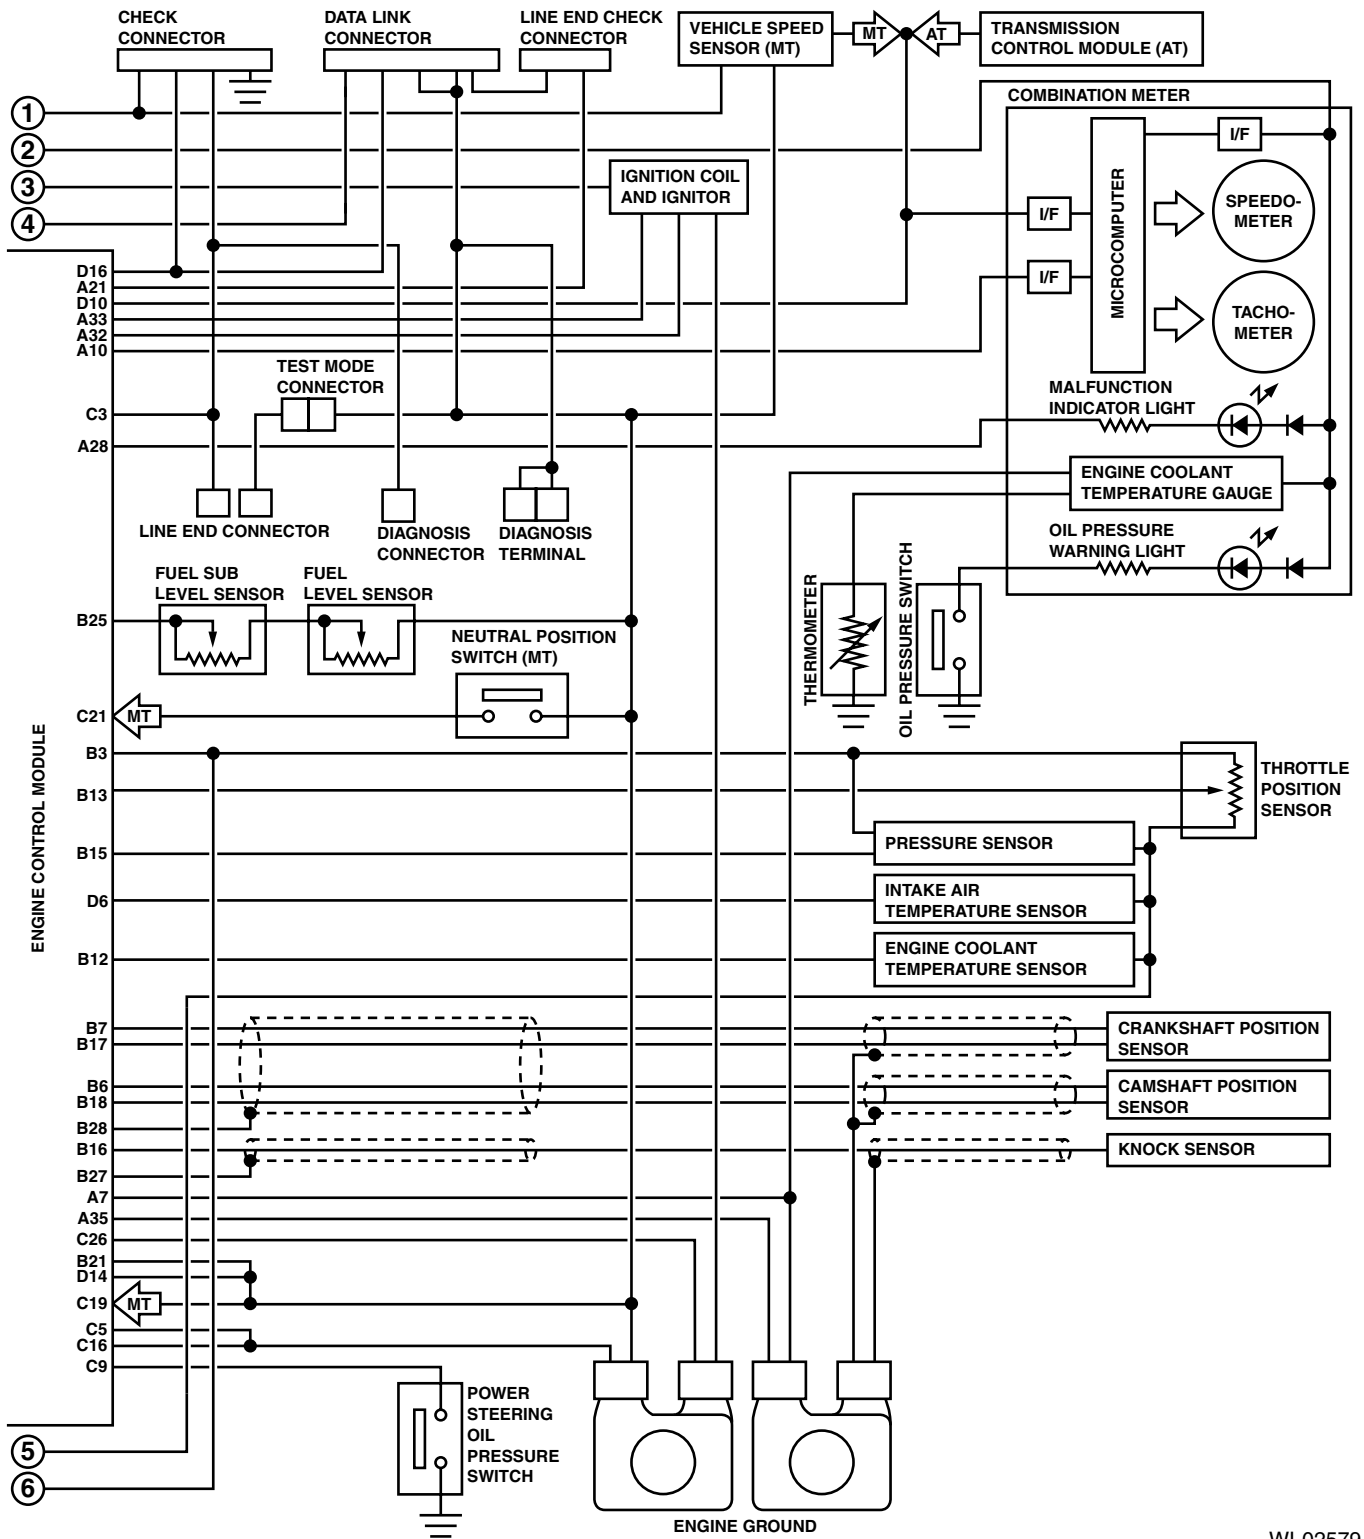 CHECK
CONNECTOR
DATA LINK
CONNECTOR
LINE END CHECK
CONNECTOR
VEHICLE SPEED
SENSOR (MT)
MT
AT
TRANSMISSION
CONTROL MODULE (AT)
COMBINATION METER
1
2
3
4
IGNITION COIL
AND IGNITOR
I/F
I/F
I/F
MICROCOMPUTER
SPEEDO-
METER
TACHO-
METER
D16
A21
D10
A33
A32
A10
TEST MODE
CONNECTOR
C3
A28
MALFUNCTION
INDICATOR LIGHT
ENGINE COOLANT
TEMPERATURE GAUGE
OIL PRESSURE
WARNING LIGHT
LINE END CONNECTOR
DIAGNOSIS
CONNECTOR
DIAGNOSIS
TERMINAL
FUEL SUB
LEVEL SENSOR
FUEL
LEVEL SENSOR
B25
NEUTRAL POSITION
SWITCH (MT)
THERMOMETER
OIL PRESSURE SWITCH
C21
MT
ENGINE CONTROL MODULE
B3
B13
THROTTLE
POSITION
SENSOR
B15
PRESSURE SENSOR
D6
INTAKE AIR
TEMPERATURE SENSOR
B12
ENGINE COOLANT
TEMPERATURE SENSOR
B7
B17
CRANKSHAFT POSITION
SENSOR
B6
B18
CAMSHAFT POSITION
SENSOR
B28
B16
KNOCK SENSOR
B27
A7
A35
C26
B21
D14
C19
MT
C5
C16
C9
POWER
STEERING
OIL
PRESSURE
SWITCH
5
6
ENGINE GROUND
WI-02579